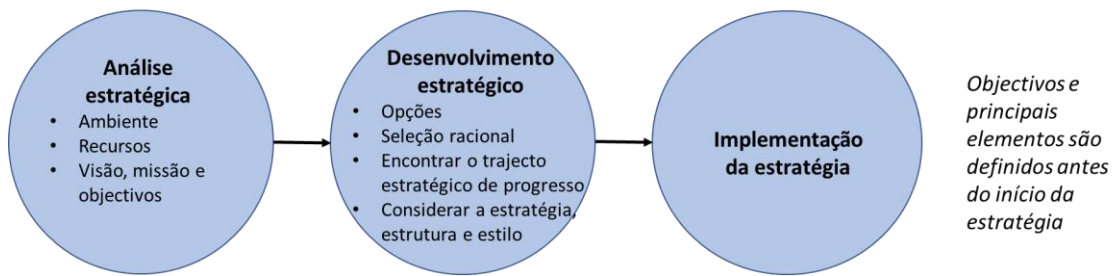 Análise
estratégica
• Ambiente
• Recursos
• Visão, missão e
objectivos
Desenvolvimento
estratégico
• Opções
• Seleção racional
• Encontrar o trajecto
estratégico de progresso
• Considerar a estratégia,
estrutura e estilo
Implementação
da estratégia
Objectivos e
principais
elementos são
definidos antes
do início da
estratégia